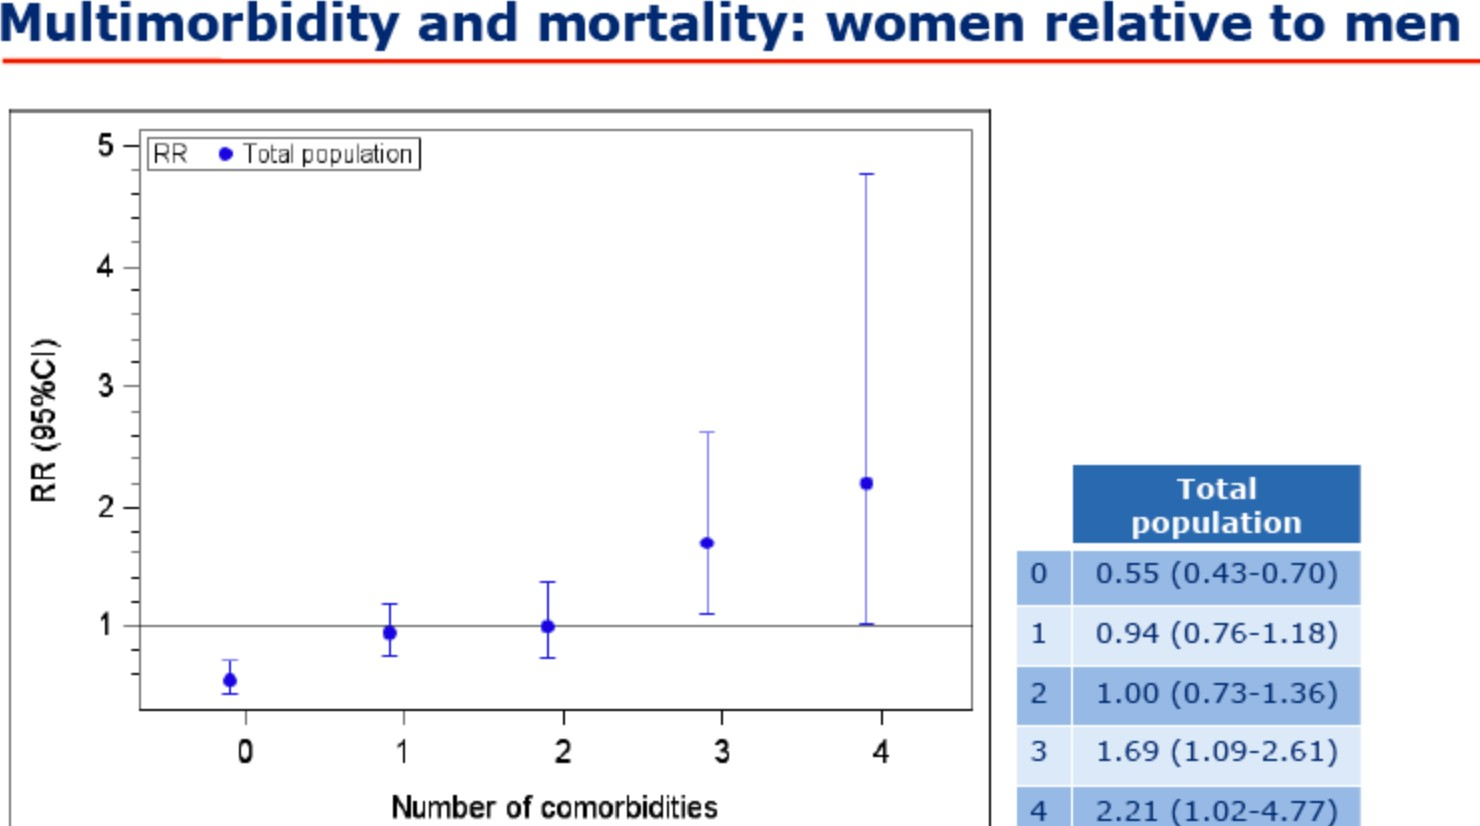 Multimorbidity and mortality: women relative to men
RR Total population
5
4
3
2
1
RR (95%CI)
0 1 2 3 4
Number of comorbidities
Total
population
0 0.55 (0.43-0.70)
1 0.94 (0.76-1.18)
2 1.00 (0.73-1.36)
3 1.69 (1.09-2.61)
4 2.21 (1.02-4.77)